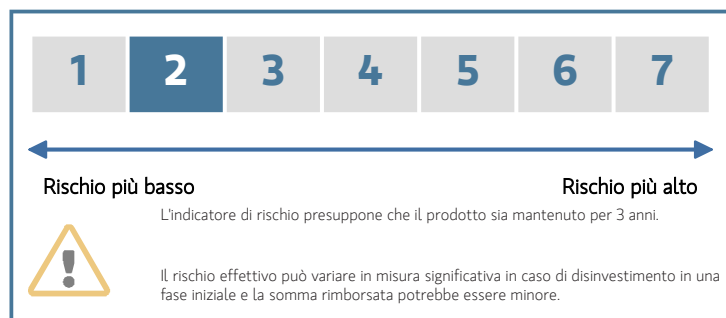 1 2 3 4 5 6 7
Rischio più basso Rischio più alto
L'indicatore di rischio presuppone che il prodotto sia mantenuto per 3 anni.
Il rischio effettivo può variare in misura significativa in caso di disinvestimento in una
fase iniziale e la somma rimborsata potrebbe essere minore.